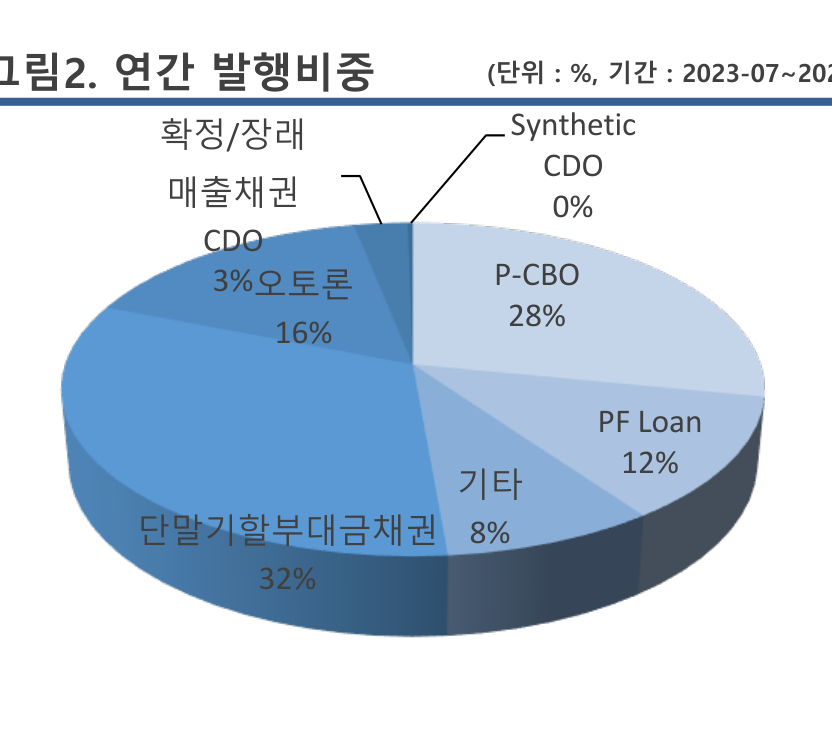 그림2. 연간 발행비중
(단위 : %, 기간 : 2023-07~202
확정/장래
매출채권
CDO
3%
Synthetic
CDO
0%
오토론
16%
P-CBO
28%
PF Loan
12%
기타
8%
단말기할부대금채권
32%